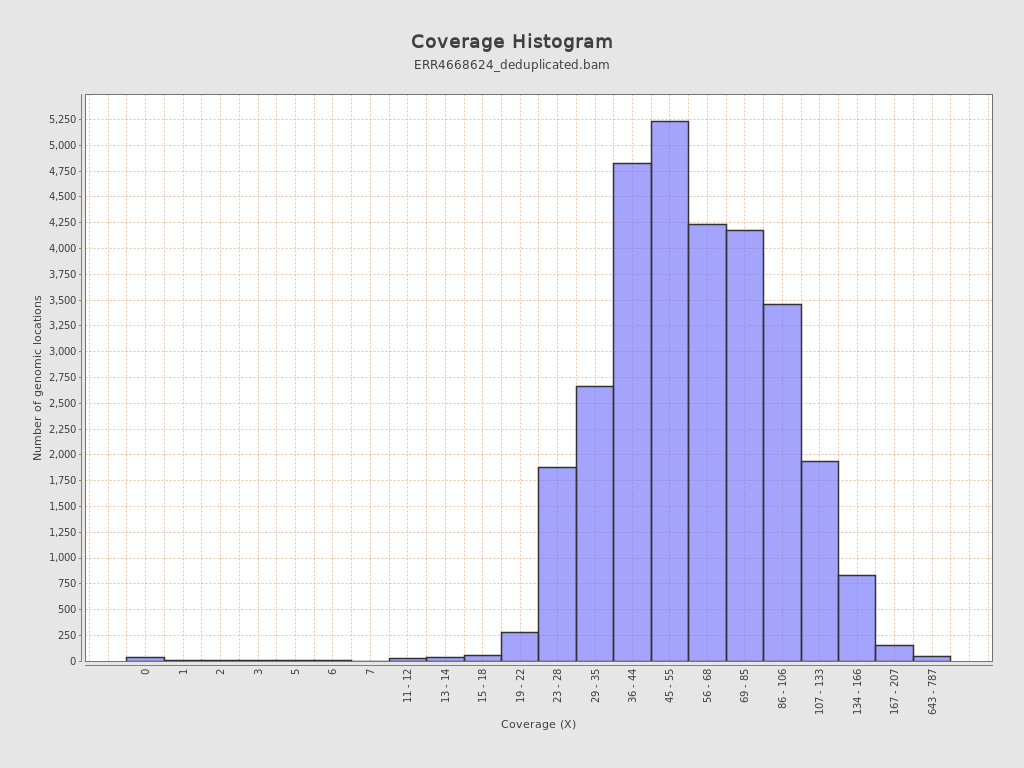 Coverage Histogram
ERR4668624_deduplicated.bam
Number of genomic locations
5,250
5,000
4,750
4,500
4,250
4,000
3,750
3,500
3,250
3,000
2,750
2,500
2,250
2,000
1,750
1,500
1,250
1,000
750
500
250
0
0
1
2
3
5
6
7
11 - 12
13 - 14
15 - 18
19 - 22
23 - 28
29 - 35
36 - 44
45 - 55
56 - 68
69 - 85
86 - 106
107 - 133
134 - 166
167 - 207
643 - 787
Coverage (X)